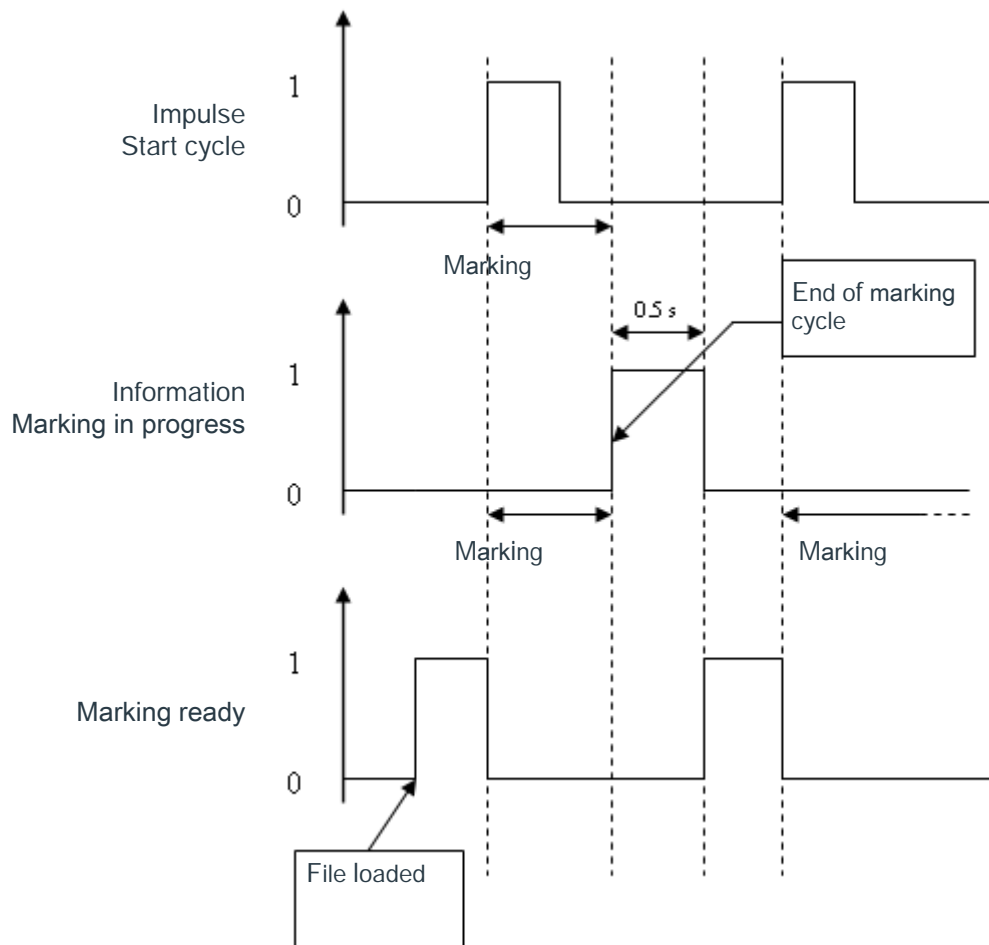 1
Impulse
Start cycle
0
Marking
End of marking
cycle
0.5 s
1
Information
Marking in progress
0
Marking
Marking
1
Marking ready
0
File loaded